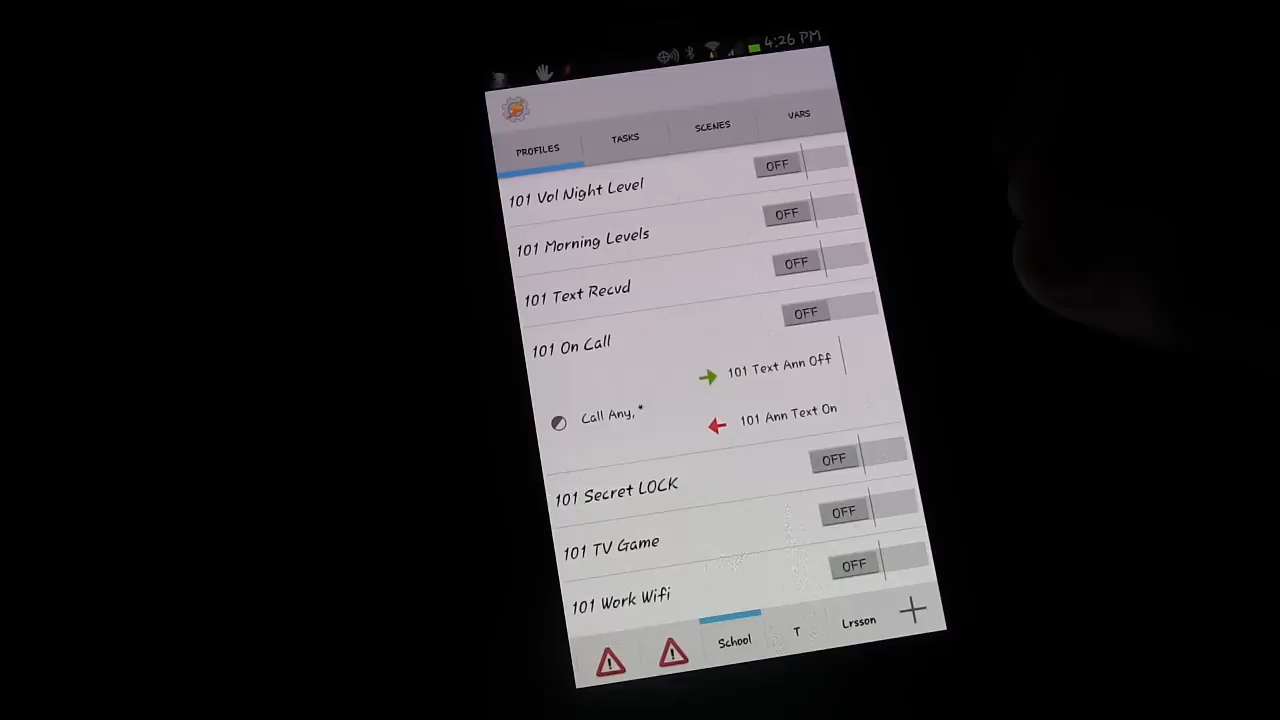 4:26 PM
PROFILES TASKS SCENES VARS
101 Vol Night Level OFF
101 Morning Levels OFF
101 Text Recvd OFF
101 On Call OFF
101 Text Ann Off
Call Any,*
101 Ann Text On
101 Secret LOCK OFF
101 TV Game OFF
101 Work Wifi OFF
School T Lrsson